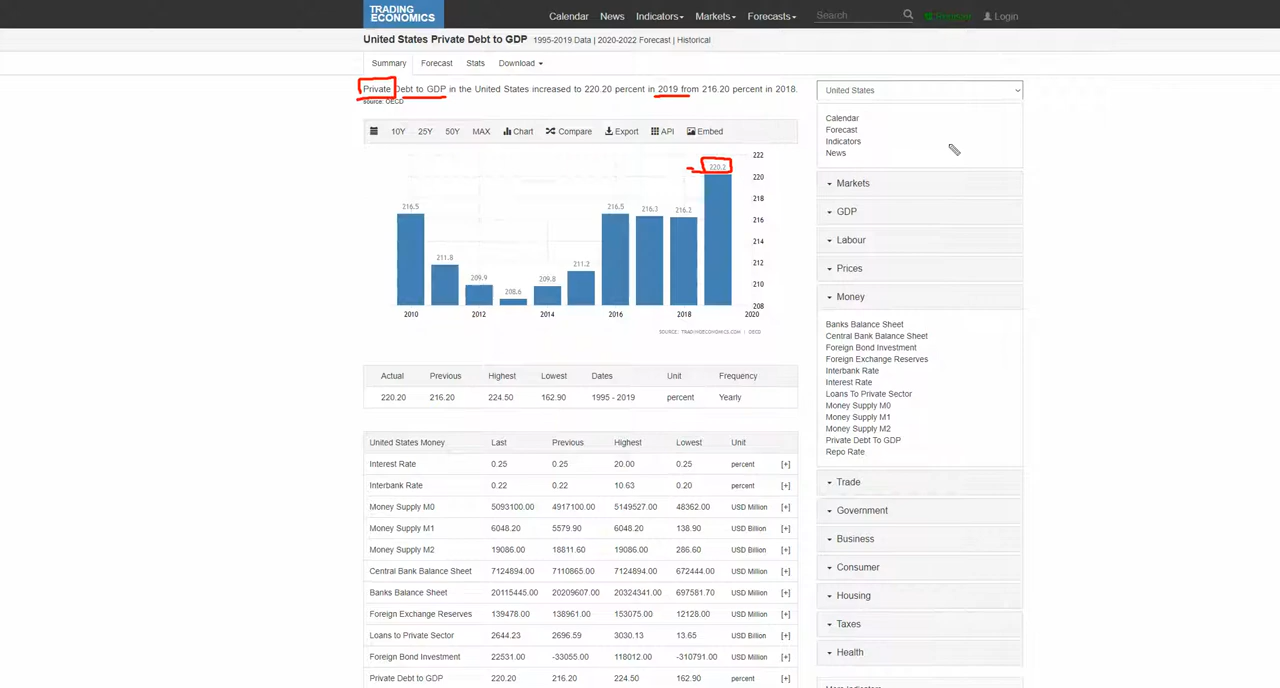 TRADING ECONOMICS
Calendar News Indicators Markets Forecasts Search Login
United States Private Debt to GDP 1995-2019 Data | 2020-2022 Forecast | Historical
Summary Forecast Stats Download
Private Debt to GDP in the United States increased to 220.20 percent in 2019 from 216.20 percent in 2018.
source: OECD
10Y 25Y 50Y MAX Chart Compare Export API Embed
222
220
218
216
214
212
210
208
216.5 211.8 209.9 208.6 209.8 211.2 216.5 216.3 216.2 220.2
2010 2012 2014 2016 2018 2020
SOURCE: TRADINGECONOMICS.COM | OECD
Actual Previous Highest Lowest Dates Unit Frequency
220.20 216.20 224.50 162.90 1995 - 2019 percent Yearly
United States Money Last Previous Highest Lowest Unit
Interest Rate 0.25 0.25 20.00 0.25 percent [+]
Interbank Rate 0.22 0.22 10.63 0.20 percent [+]
Money Supply M0 5093100.00 4917100.00 5149527.00 48362.00 USD Million [+]
Money Supply M1 6048.20 5579.90 6048.20 138.90 USD Billion [+]
Money Supply M2 19086.00 18811.60 19086.00 286.60 USD Billion [+]
Central Bank Balance Sheet 7124894.00 7110865.00 7124894.00 672444.00 USD Million [+]
Banks Balance Sheet 20115445.00 20209607.00 20324341.00 697581.70 USD Million [+]
Foreign Exchange Reserves 139478.00 138961.00 153075.00 12128.00 USD Million [+]
Loans to Private Sector 2644.23 2696.59 3030.13 13.65 USD Billion [+]
Foreign Bond Investment 22531.00 -33055.00 118012.00 -310791.00 USD Million [+]
Private Debt to GDP 220.20 216.20 224.50 162.90 percent [+]
United States
Calendar
Forecast
Indicators
News
Markets
GDP
Labour
Prices
Money
Banks Balance Sheet
Central Bank Balance Sheet
Foreign Bond Investment
Foreign Exchange Reserves
Interbank Rate
Interest Rate
Loans To Private Sector
Money Supply M0
Money Supply M1
Money Supply M2
Private Debt To GDP
Repo Rate
Trade
Government
Business
Consumer
Housing
Taxes
Health